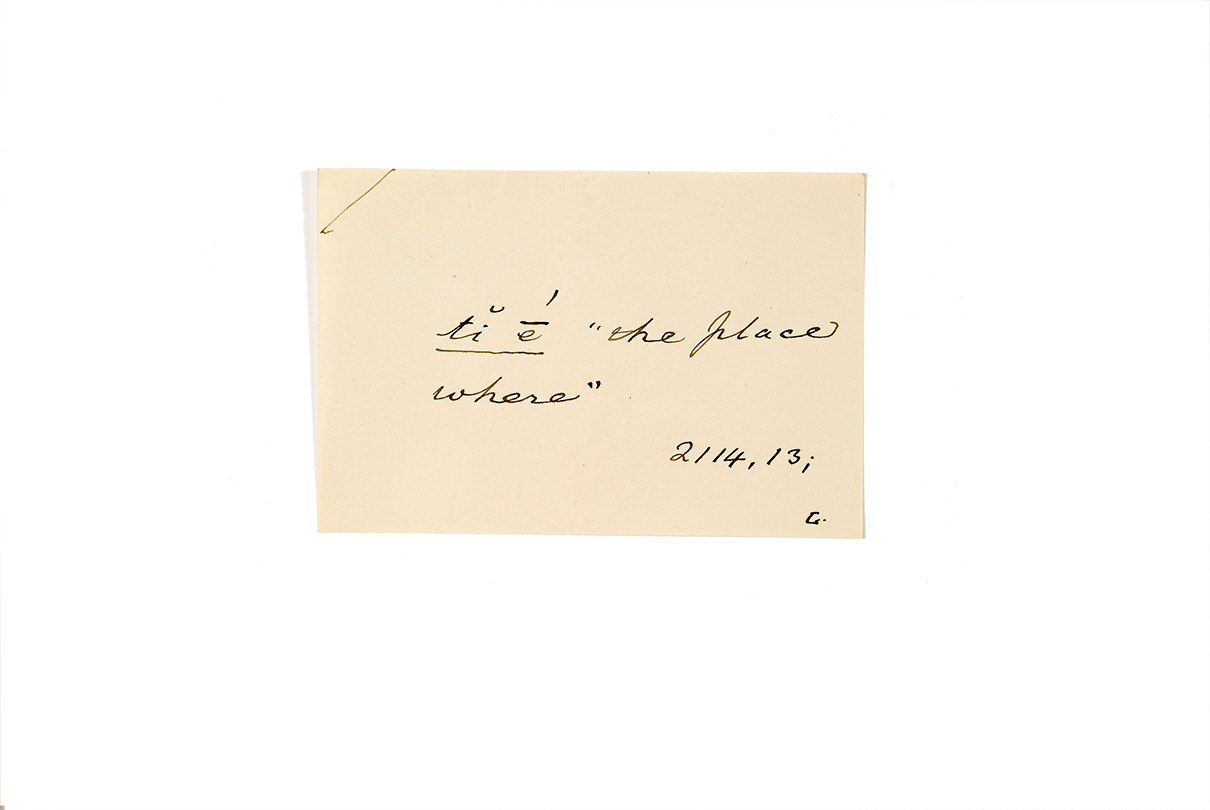 tĭ ḗ "the place
where"
2114, 13;
L.